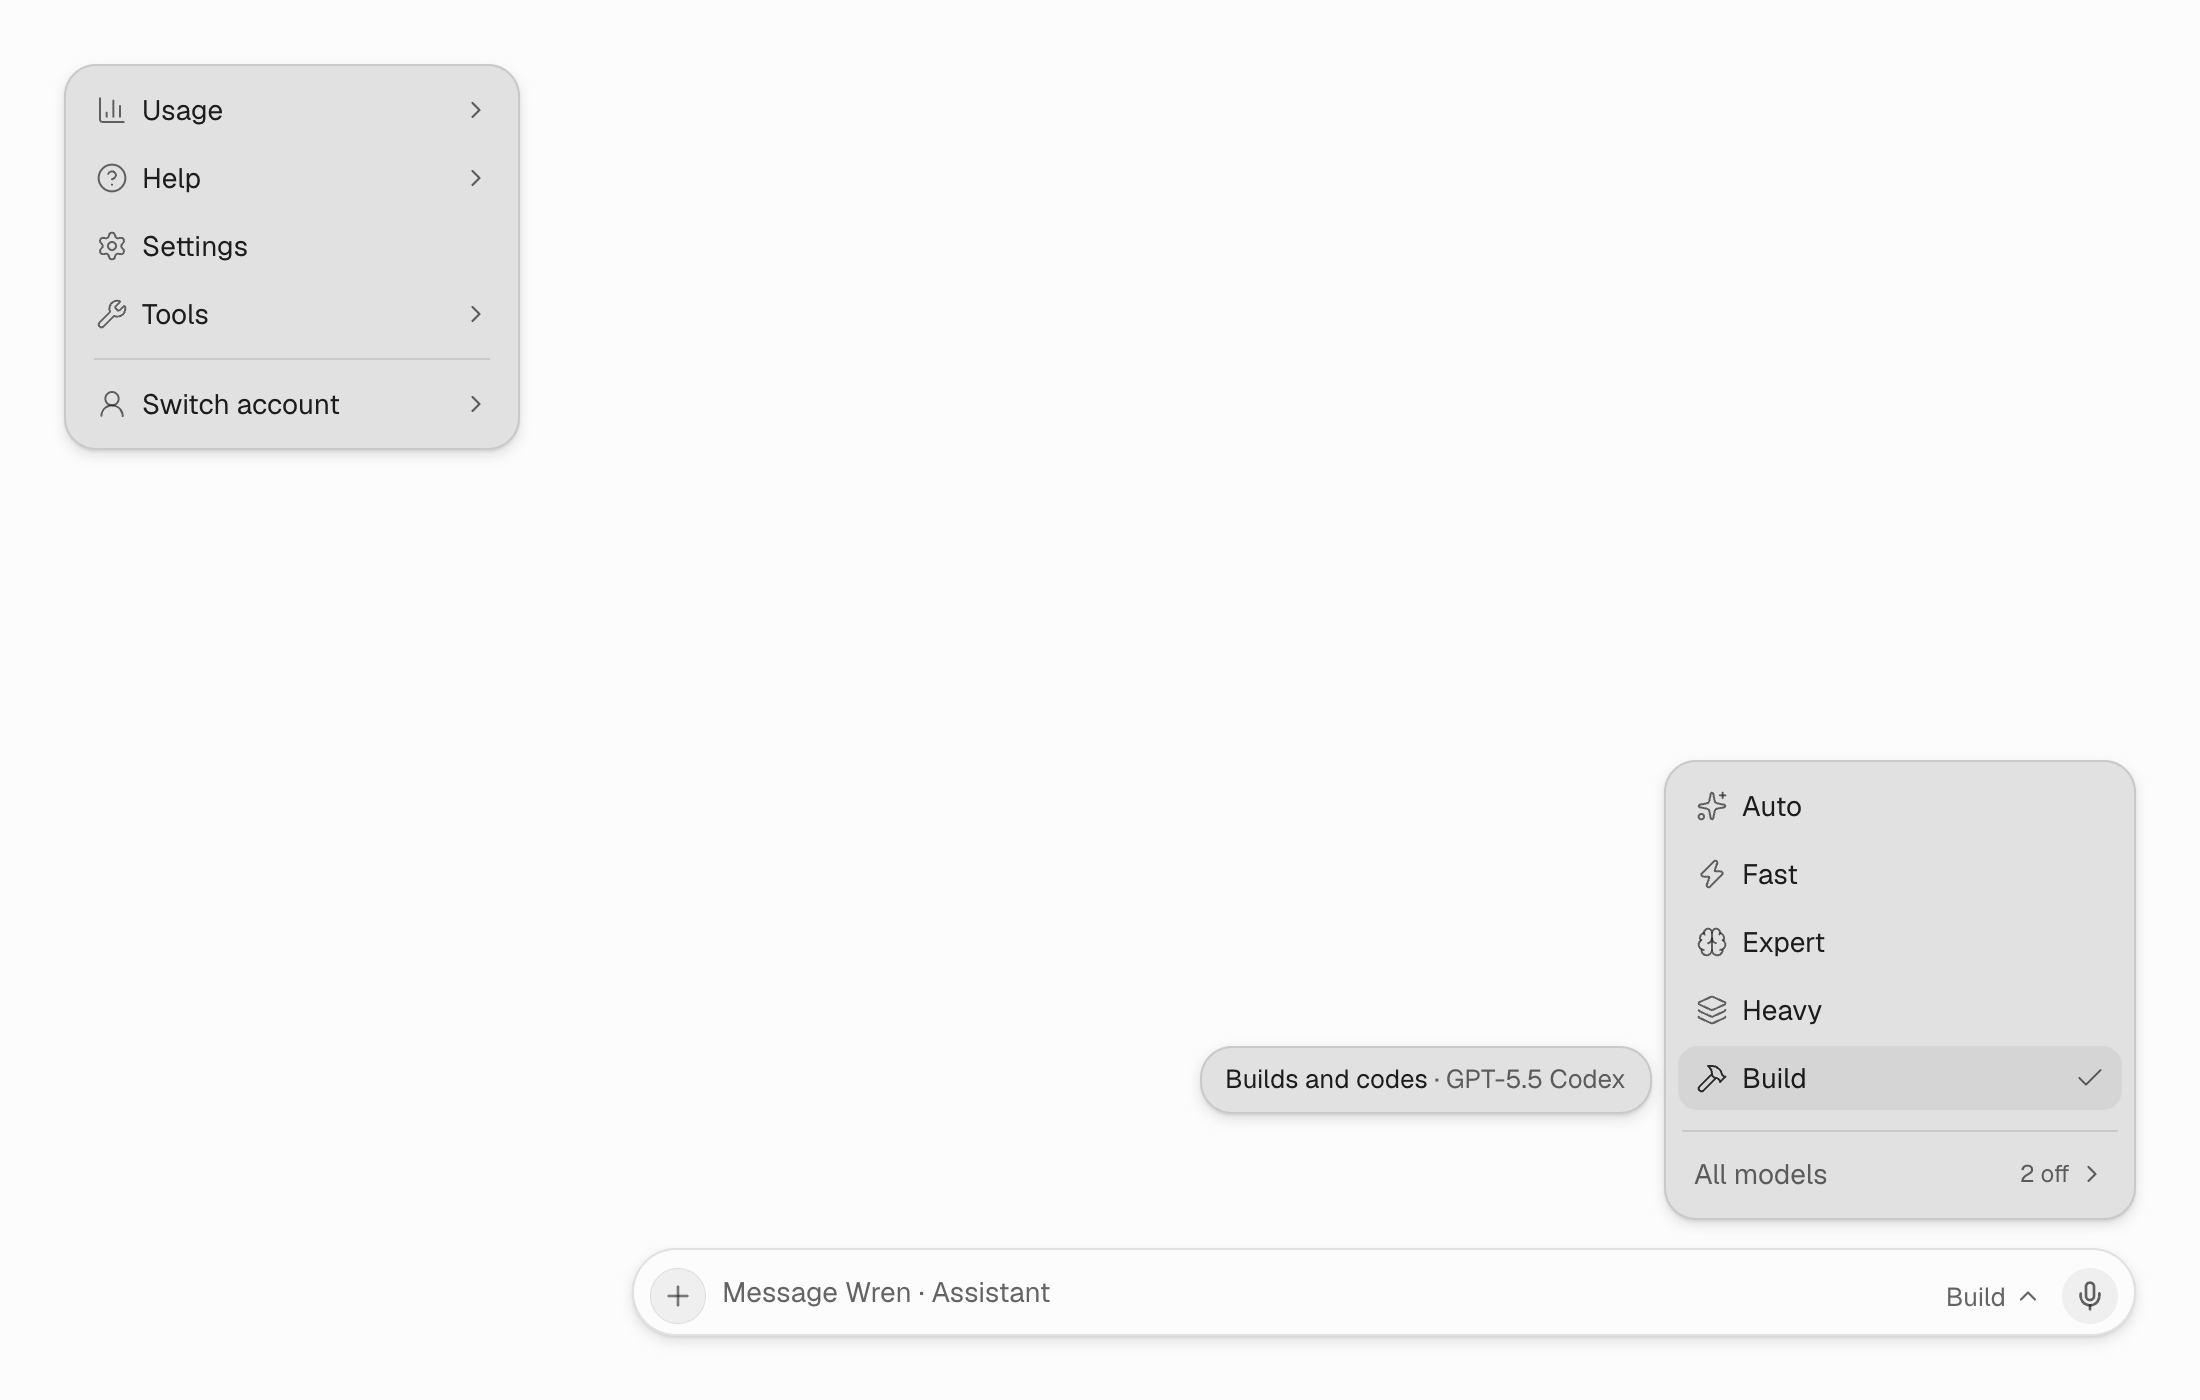 Usage
Help
Settings
Tools
Switch account
Auto
Fast
Expert
Heavy
Builds and codes · GPT-5.5 Codex
Build
All models 2 off
Message Wren · Assistant
Build